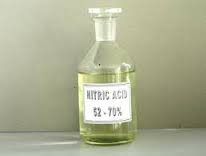 NITRIC ACID
52 - 70%